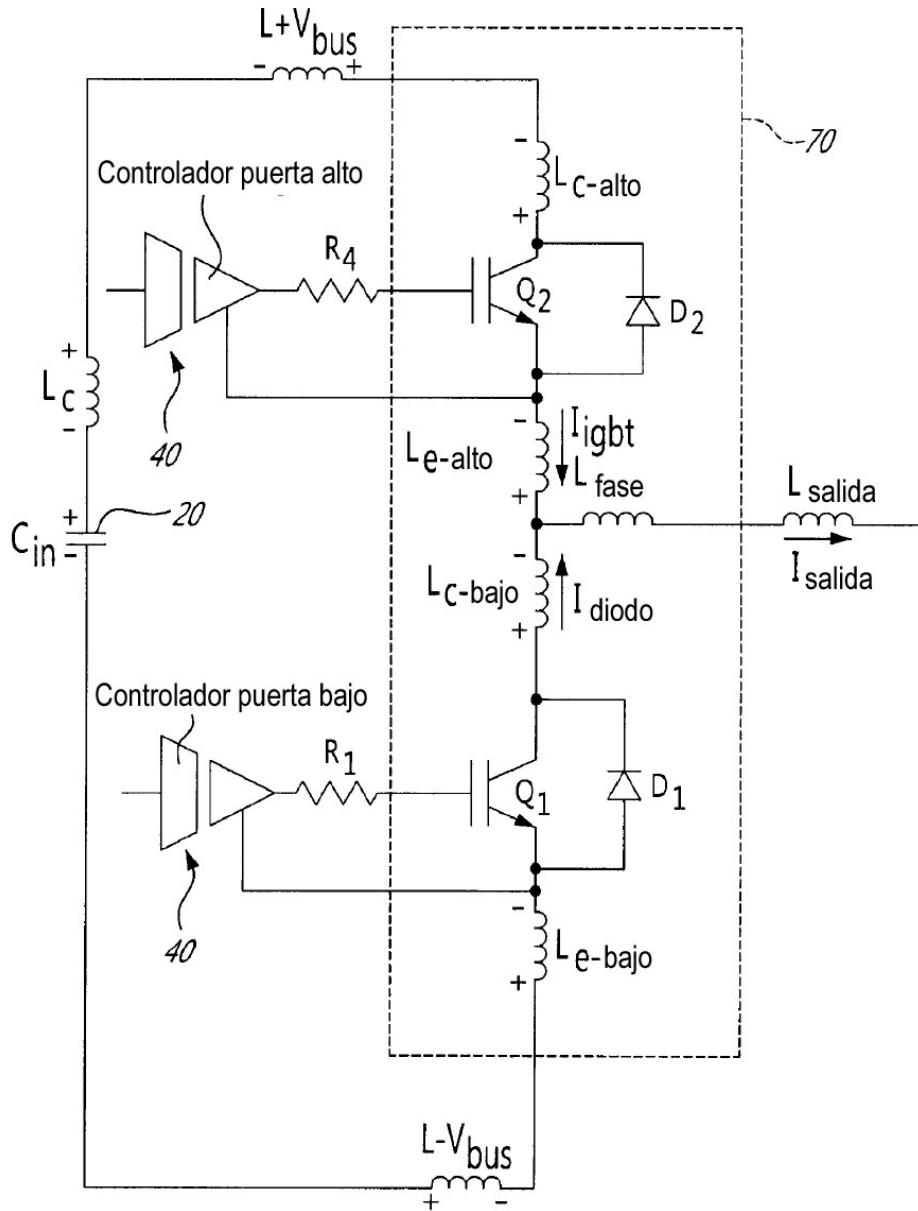 L+Vbus
- +
70
-
Lc-alto
+
Controlador puerta alto
R4
Q2
D2
+
Lc
-
40
-
Iigbt
Le-alto
Lfase
+
Lsalida
+
20
Cin
-
Isalida
-
Lc-bajo
Idiodo
+
Controlador puerta bajo
R1
Q1
D1
40
-
Le-bajo
+
L-Vbus
+ -